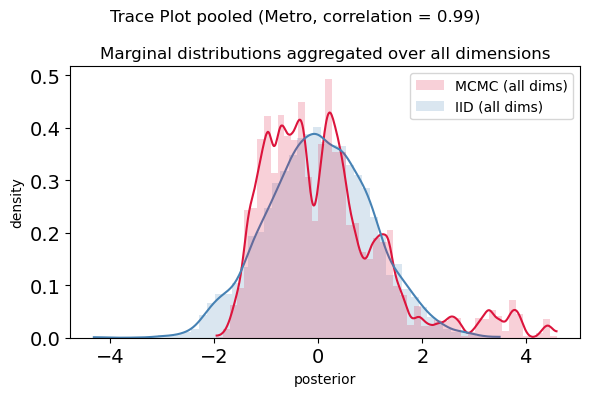 Trace Plot pooled (Metro, correlation = 0.99)
Marginal distributions aggregated over all dimensions
MCMC (all dims)
IID (all dims)
density
0.5
0.4
0.3
0.2
0.1
0.0
−4
−2
0
2
4
posterior